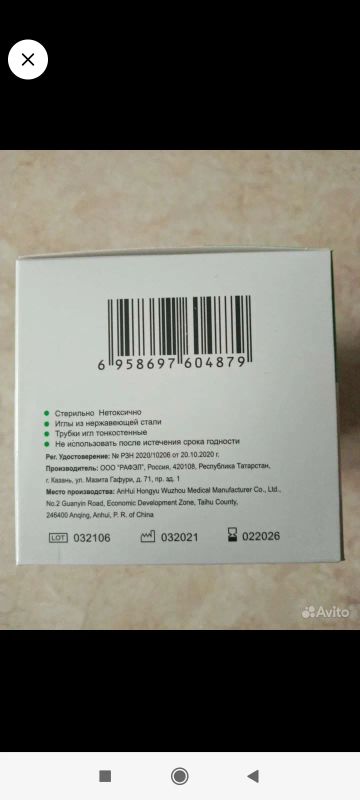 6 958697 604879
Стерильно Нетоксично
Иглы из нержавеющей стали
Трубки игл тонкостенные
Не использовать после истечения срока годности
Рег. Удостоверение: № РЗН 2020/10206 от 20.10.2020 г.
Производитель: ООО "РАФЭЛ", Россия, 420108, Республика Татарстан,
г. Казань, ул. Мазита Гафури, д. 71, пр. зд. 1
Место производства: AnHui Hongyu Wuzhou Medical Manufacturer Co., Ltd.,
No.2 Guanyin Road, Economic Development Zone, Taihu County,
246400 Anqing, Anhui, P. R. of China
LOT 032106 032021 022026
Avito